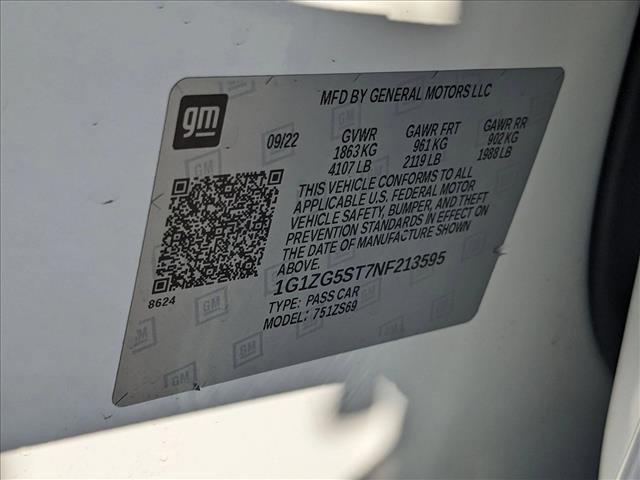 gm
MFD BY GENERAL MOTORS LLC
09/22 GVWR GAWR FRT GAWR RR
1863 KG 961 KG 902 KG
4107 LB 2119 LB 1988 LB
THIS VEHICLE CONFORMS TO ALL
APPLICABLE U.S. FEDERAL MOTOR
VEHICLE SAFETY, BUMPER, AND THEFT
PREVENTION STANDARDS IN EFFECT ON
THE DATE OF MANUFACTURE SHOWN
ABOVE.
8624
1G1ZG5ST7NF213595
TYPE: PASS CAR
MODEL: 751ZS69